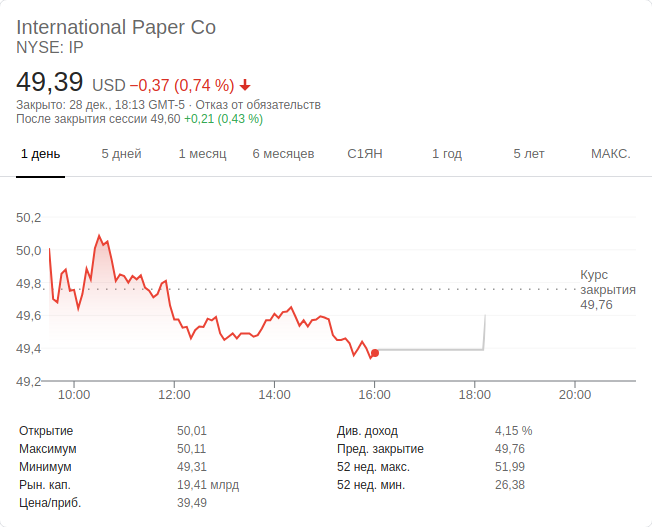 International Paper Co
NYSE: IP
49,39 USD −0,37 (0,74 %)
Закрыто: 28 дек., 18:13 GMT-5 · Отказ от обязательств
После закрытия сессии 49,60 +0,21 (0,43 %)
1 день 5 дней 1 месяц 6 месяцев С1ЯН 1 год 5 лет МАКС.
50,2
50,0
49,8
49,6
49,4
49,2
Курс
закрытия
49,76
10:00 12:00 14:00 16:00 18:00 20:00
Открытие 50,01 Див. доход 4,15 %
Максимум 50,11 Пред. закрытие 49,76
Минимум 49,31 52 нед. макс. 51,99
Рын. кап. 19,41 млрд 52 нед. мин. 26,38
Цена/приб. 39,49